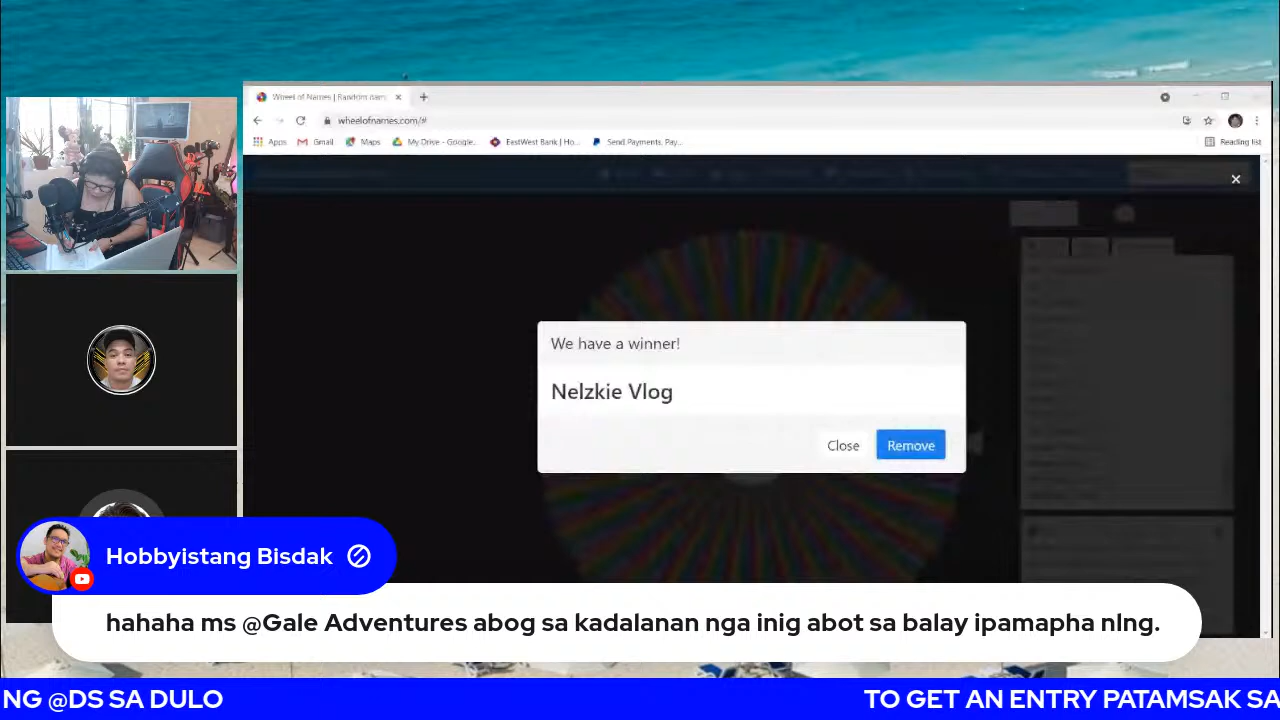 Wheel of Names | Random nam
wheelofnames.com/#
Apps Gmail Maps My Drive - Google... EastWest Bank | Ho... Send Payments, Pay... Reading list
We have a winner!
Nelzkie Vlog
Close Remove
Hobbyistang Bisdak
hahaha ms @Gale Adventures abog sa kadalanan nga inig abot sa balay ipamapha nlng.
NG @DS SA DULO TO GET AN ENTRY PATAMSAK SA